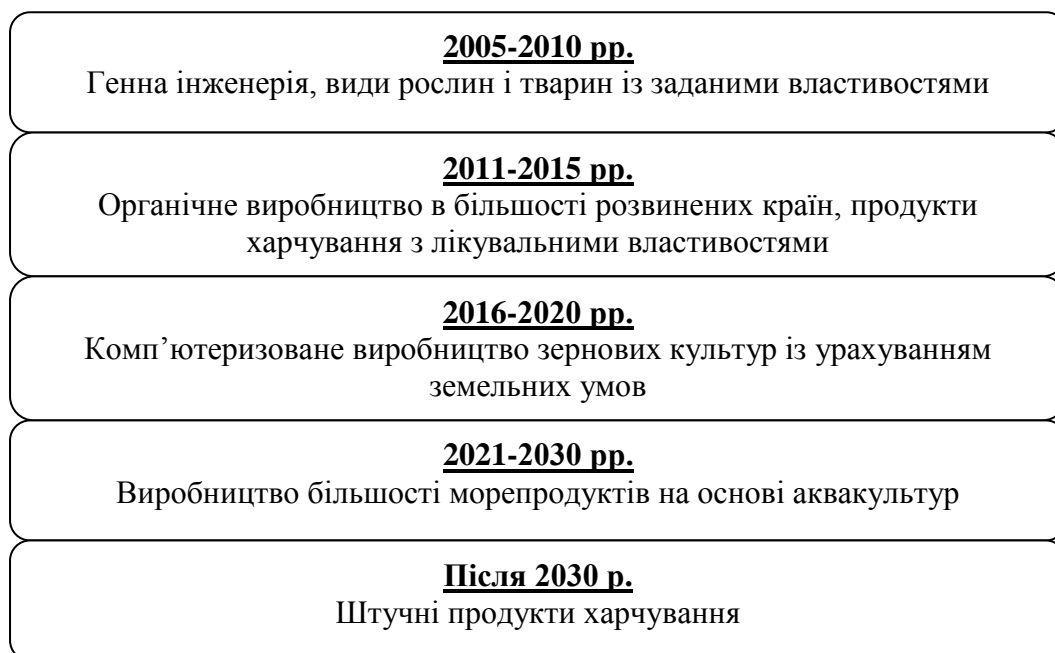 2005-2010 рр.
Генна інженерія, види рослин і тварин із заданими властивостями
2011-2015 рр.
Органічне виробництво в більшості розвинених країн, продукти
харчування з лікувальними властивостями
2016-2020 рр.
Комп’ютеризоване виробництво зернових культур із урахуванням
земельних умов
2021-2030 рр.
Виробництво більшості морепродуктів на основі аквакультур
Після 2030 р.
Штучні продукти харчування